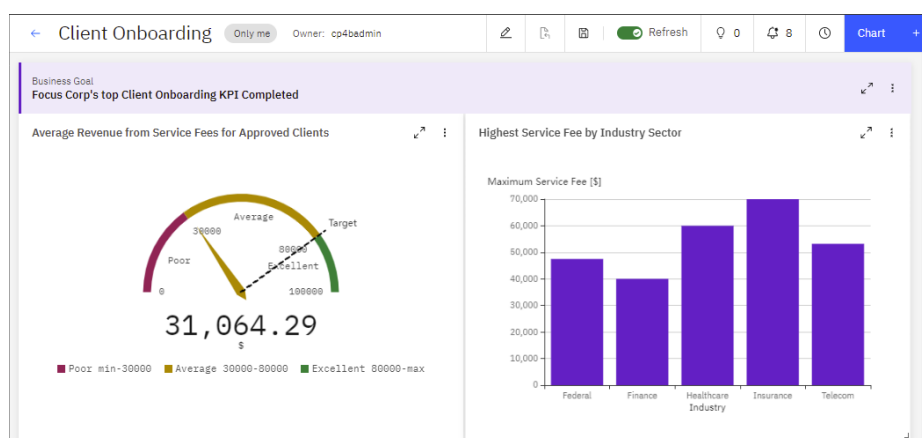 Client Onboarding Only me Owner: cp4badmin Refresh 0 8 Chart +
Business Goal
Focus Corp's top Client Onboarding KPI Completed
Average Revenue from Service Fees for Approved Clients
Average
Target
30000
80000
Poor
Excellent
0
100000
31,064.29
$
Poor min-30000 Average 30000-80000 Excellent 80000-max
Highest Service Fee by Industry Sector
Maximum Service Fee [$]
70,000
60,000
50,000
40,000
30,000
20,000
10,000
0
Federal Finance Healthcare Insurance Telecom
Industry